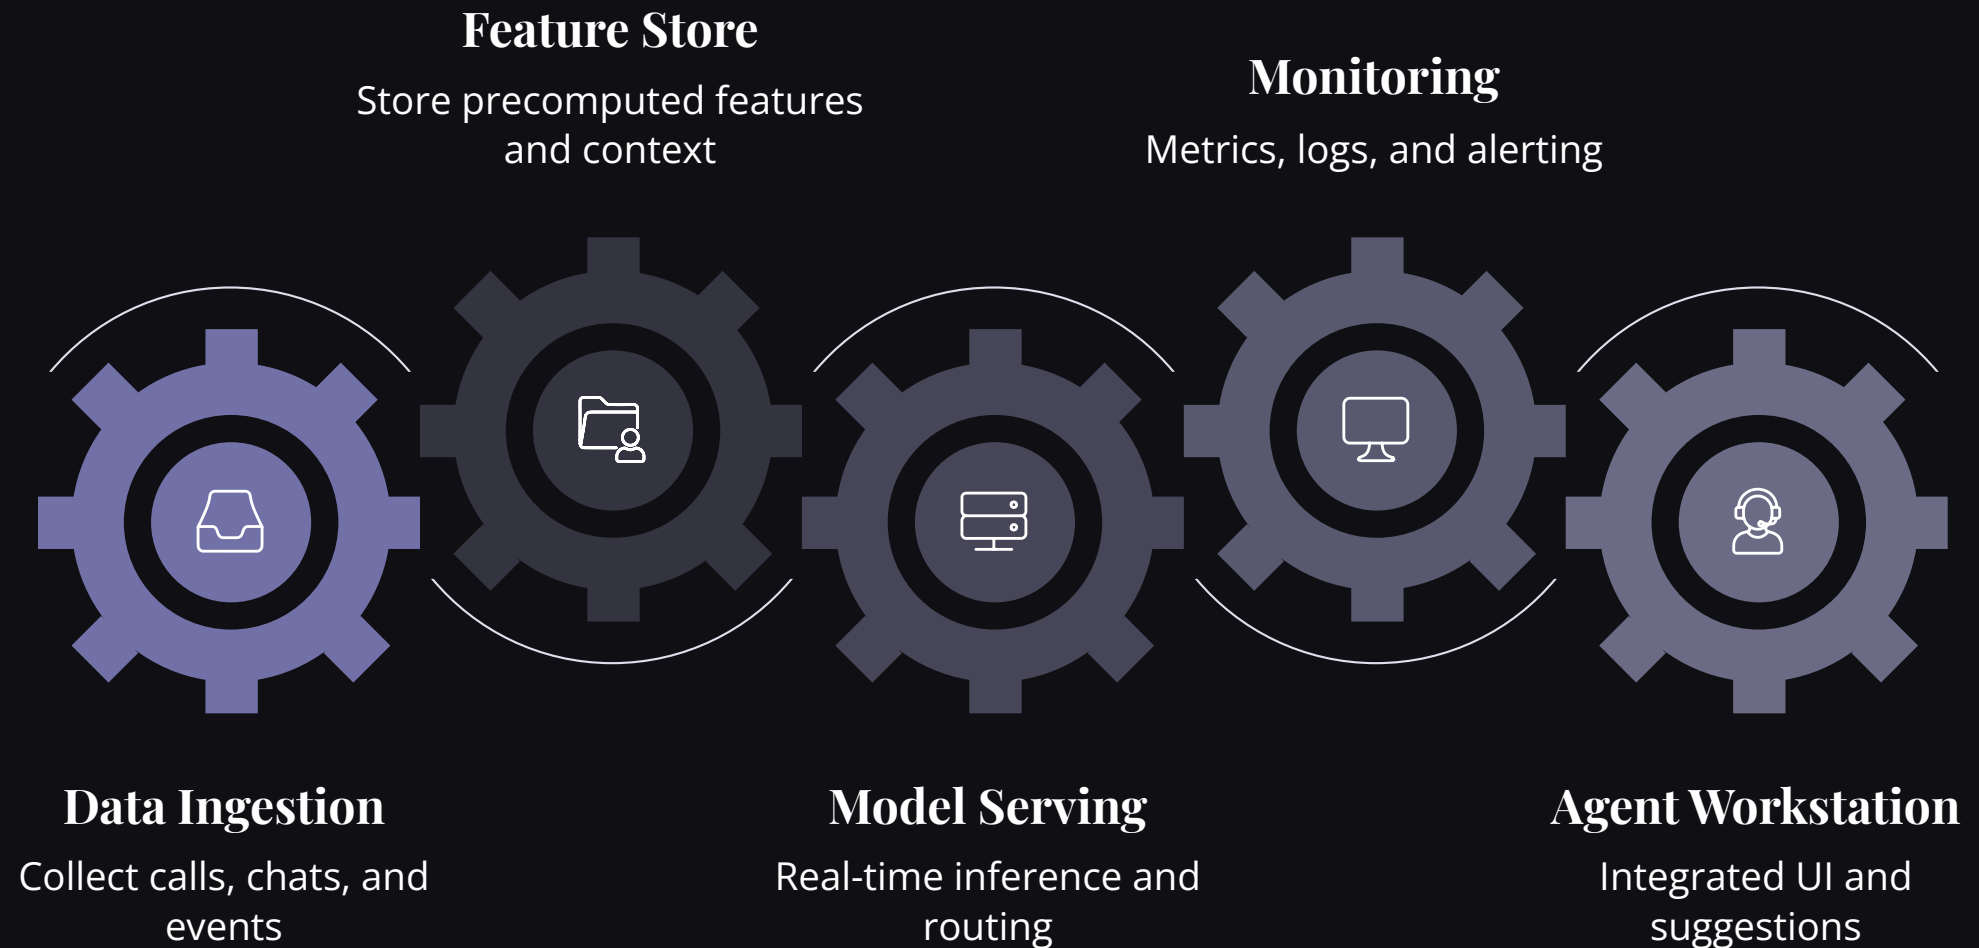 Feature Store
Store precomputed features
and context
Monitoring
Metrics, logs, and alerting
Data Ingestion
Collect calls, chats, and
events
Model Serving
Real-time inference and
routing
Agent Workstation
Integrated UI and
suggestions